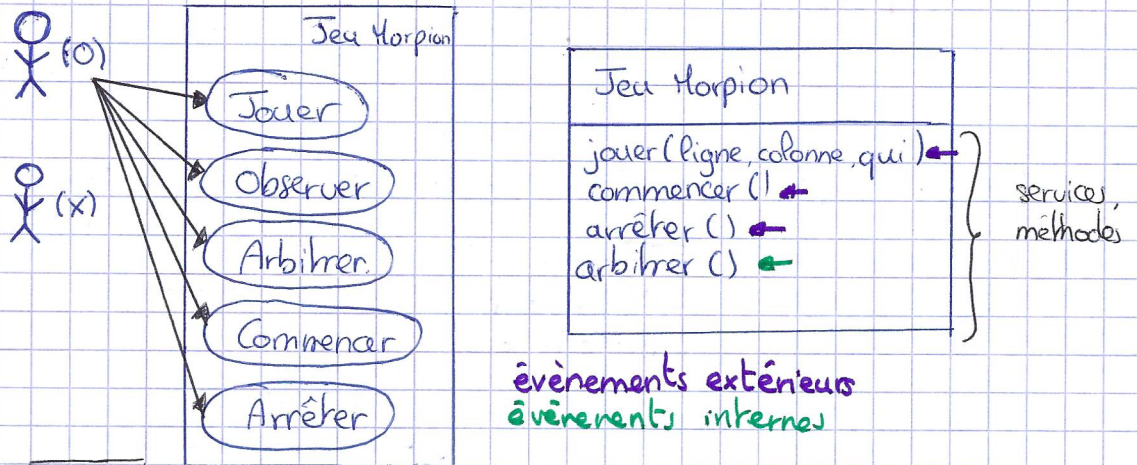 (O)
(X)
Jeu Morpion
Jouer
Observer
Arbitrer.
Commencer
Arrêter
Jeu Morpion
jouer(ligne, colonne, qui)
commencer()
arrêter()
arbitrer()
services,
méthodes
évènements extérieurs
évènements internes